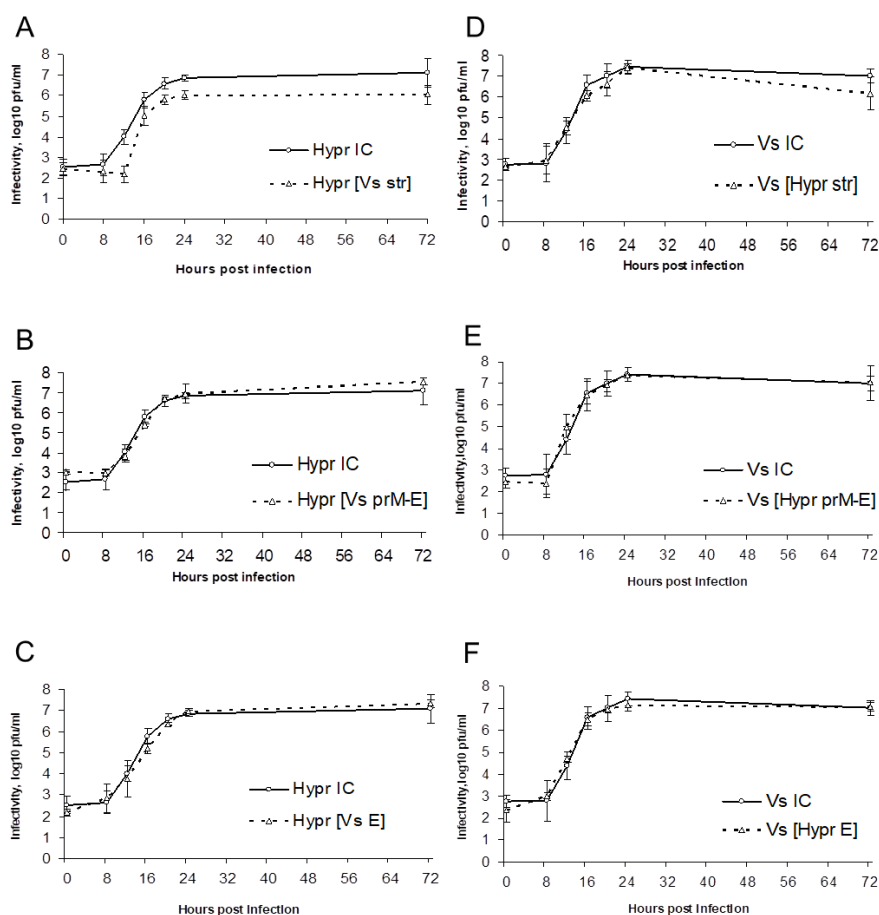 A
Infectivity, log10 pfu/ml
8
7
6
5
4
3
2
1
0
Hypr IC
Hypr [Vs str]
0 8 16 24 32 40 48 56 64 72
Hours post infection
D
Infectivity, log10 pfu/ml
8
7
6
5
4
3
2
1
0
Vs IC
Vs [Hypr str]
0 8 16 24 32 40 48 56 64 72
Hours post infection
B
Infectivity, log10 pfu/ml
8
7
6
5
4
3
2
1
0
Hypr IC
Hypr [Vs prM-E]
0 8 16 24 32 40 48 56 64 72
Hours post infection
E
Infectivity,log10 pfu/ml
8
7
6
5
4
3
2
1
0
Vs IC
Vs [Hypr prM-E]
0 8 16 24 32 40 48 56 64 72
Hours post Infection
C
Infectivity, log10 pfu/ml
8
7
6
5
4
3
2
1
0
Hypr IC
Hypr [Vs E]
0 8 16 24 32 40 48 56 64 72
Hours post Infection
F
Infectivity,log10 pfu/ml
8
7
6
5
4
3
2
1
0
Vs IC
Vs [Hypr E]
0 8 16 24 32 40 48 56 64 72
Hours post Infection